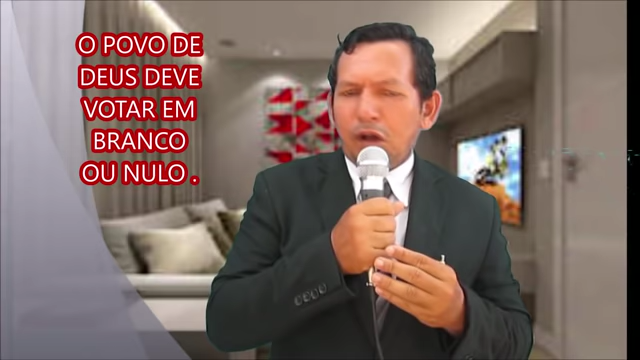 O POVO DE
DEUS DEVE
VOTAR EM
BRANCO
OU NULO .